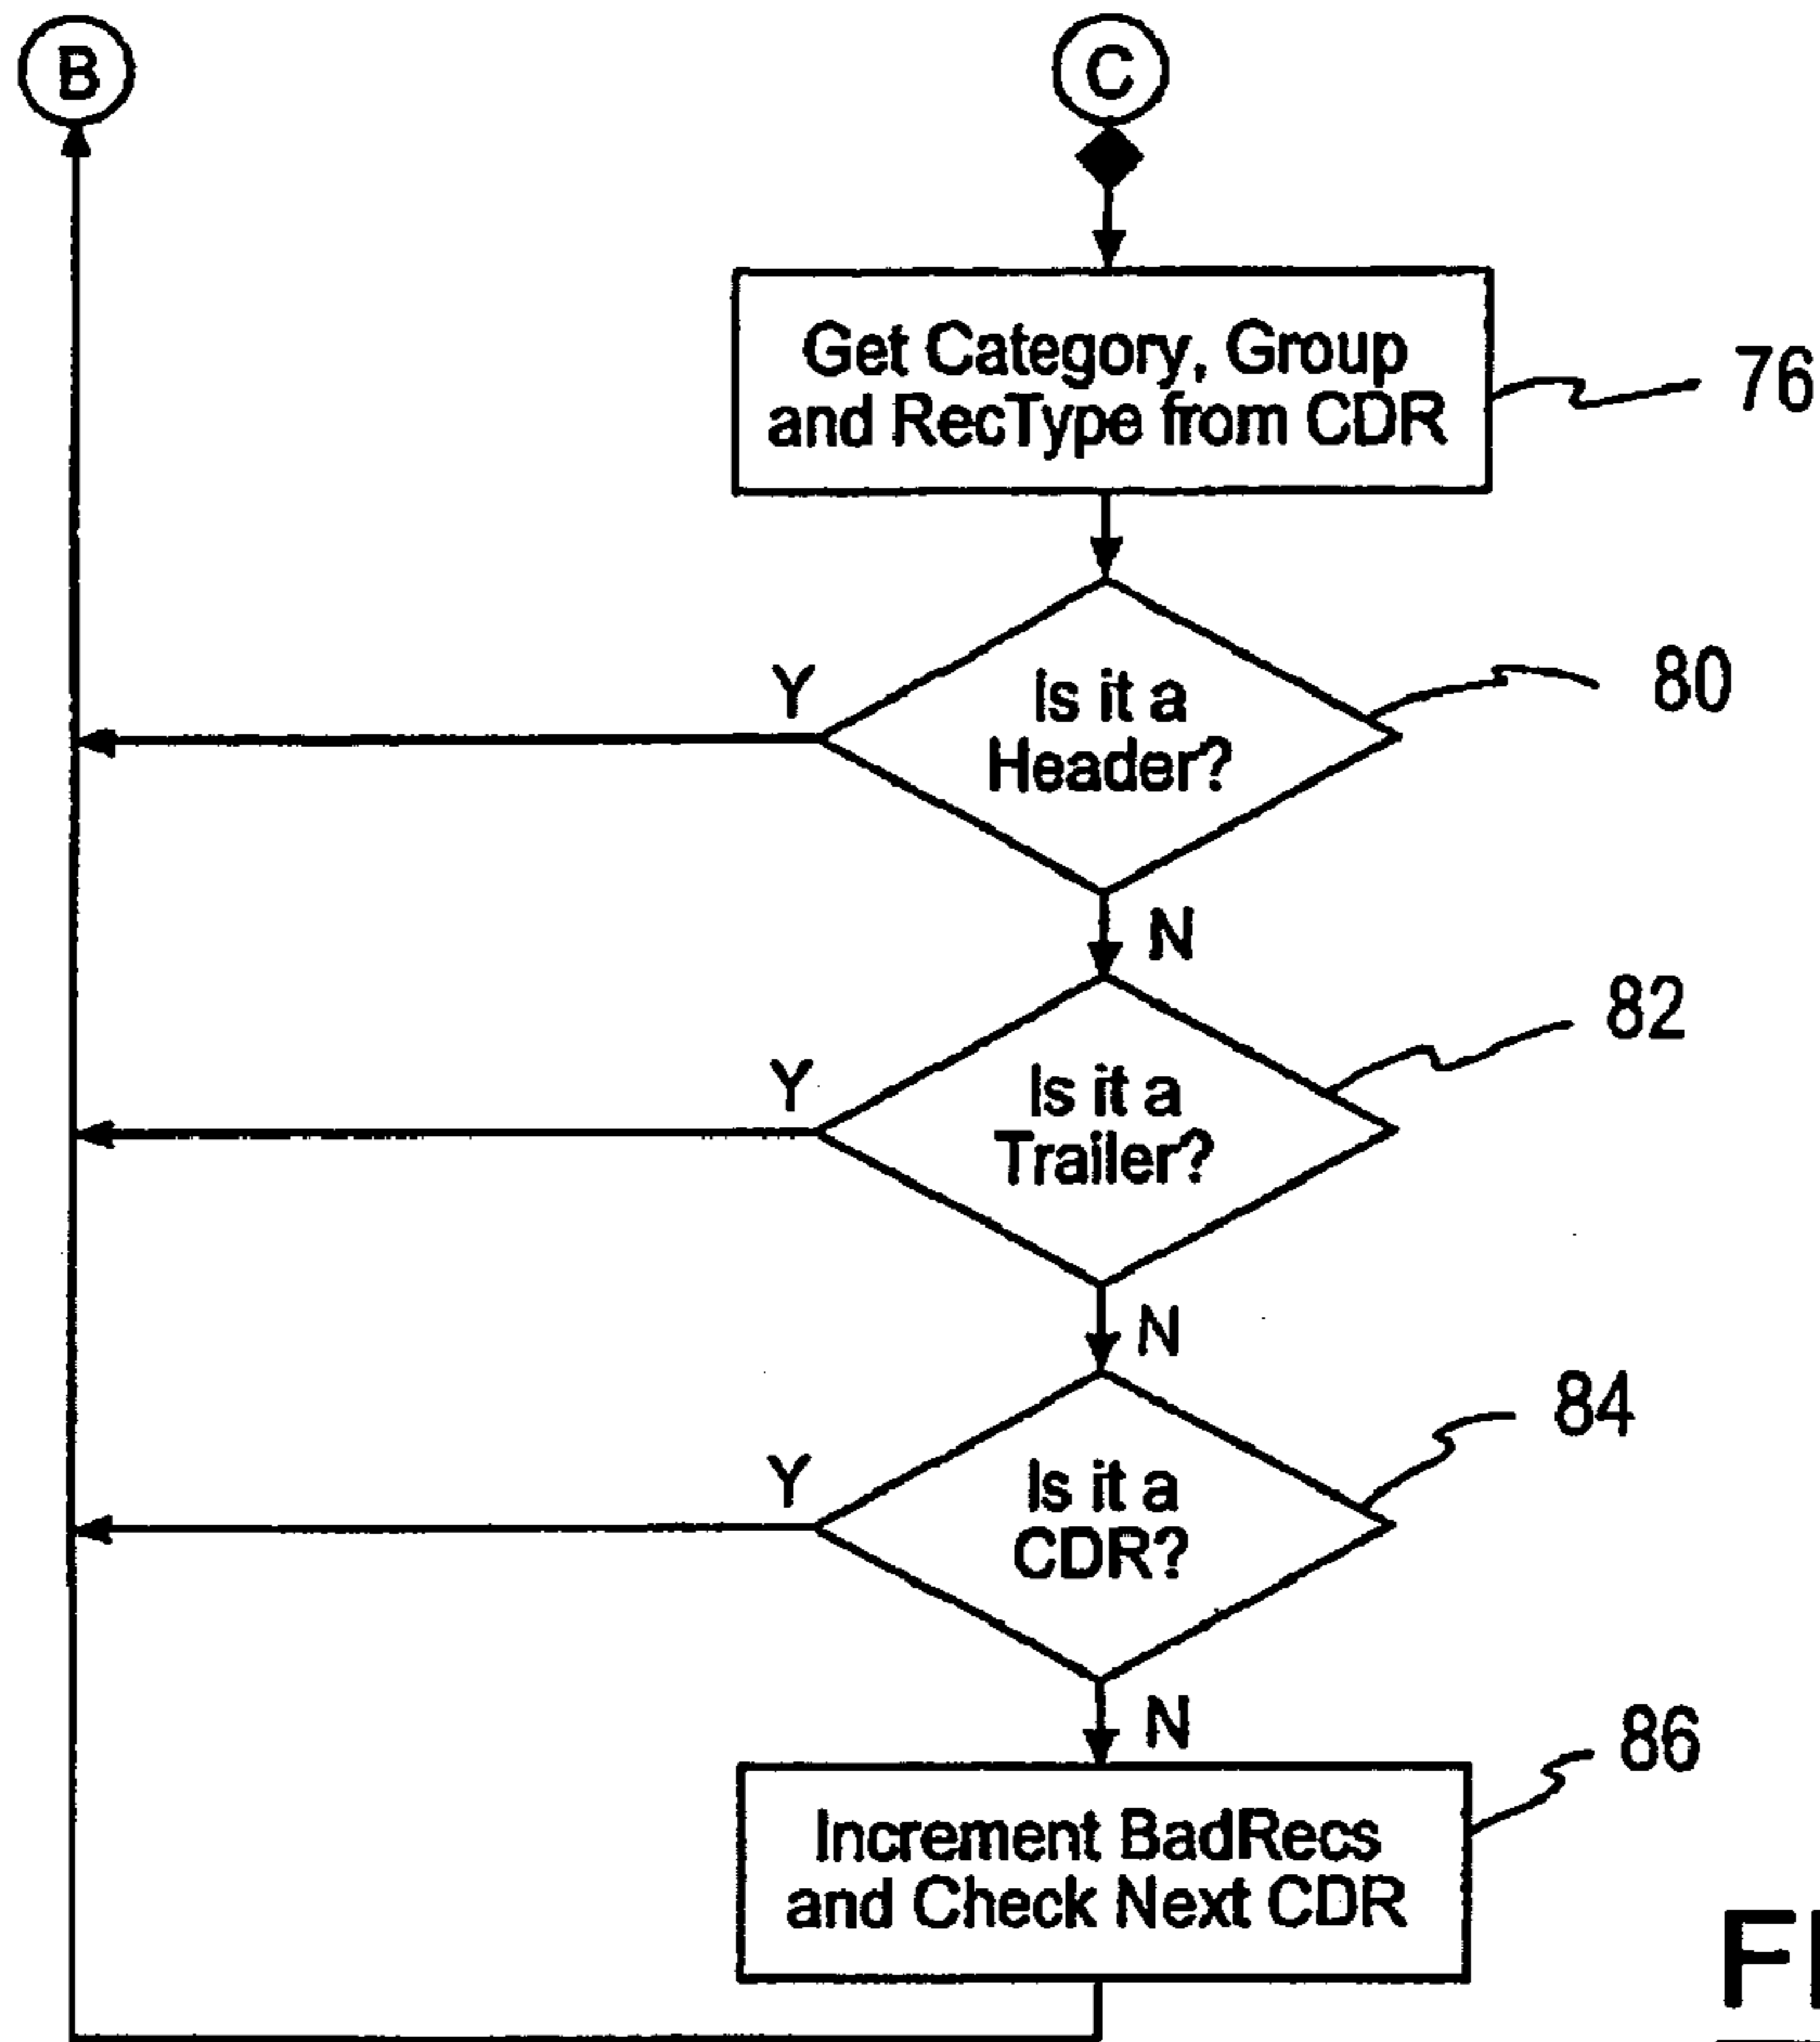 B
C
Get Category, Group
and RecType from CDR
76
Y
Is it a
Header?
80
N
Y
Is it a
Trailer?
82
N
Y
Is it a
CDR?
84
N
Increment BadRecs
and Check Next CDR
86